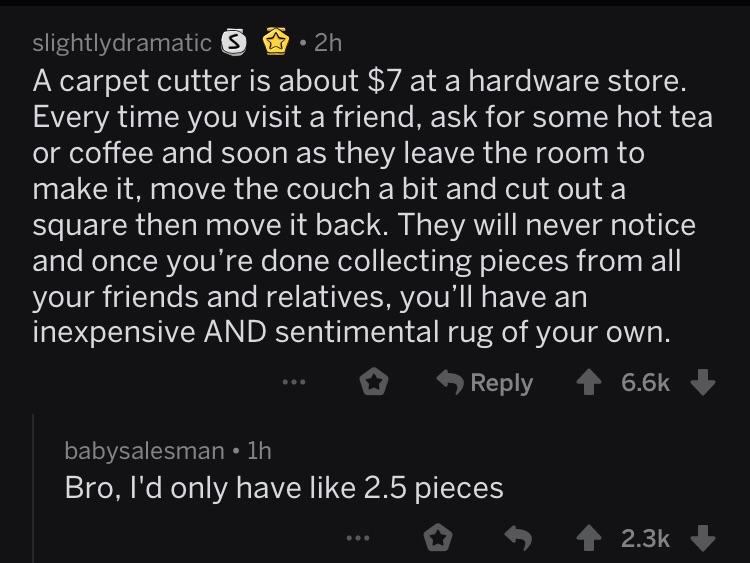 slightlydramatic S • 2h
A carpet cutter is about $7 at a hardware store.
Every time you visit a friend, ask for some hot tea
or coffee and soon as they leave the room to
make it, move the couch a bit and cut out a
square then move it back. They will never notice
and once you’re done collecting pieces from all
your friends and relatives, you’ll have an
inexpensive AND sentimental rug of your own.
... Reply 6.6k
babysalesman • 1h
Bro, I'd only have like 2.5 pieces
... 2.3k